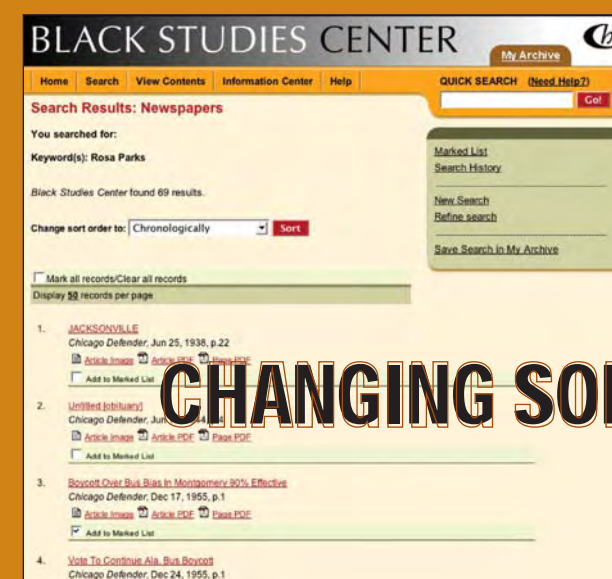 BLACK STUDIES CENTER
My Archive
Home Search View Contents Information Center Help
QUICK SEARCH (Need Help?)
Go!
Search Results: Newspapers
You searched for:
Keyword(s): Rosa Parks
Black Studies Center found 69 results.
Change sort order to: Chronologically Sort
Marked List
Search History
New Search
Refine search
Save Search in My Archive
Mark all records/Clear all records
Display 50 records per page
1. JACKSONVILLE
Chicago Defender, Jun 25, 1938, p.22
Article Image Article PDF Page PDF
Add to Marked List
CHANGING
2. Untitled [obituary]
Chicago Defender,
Article Image Article PDF Page PDF
Add to Marked List
3. Boycott Over Bus Bias In Montgomery 90% Effective
Chicago Defender, Dec 17, 1955, p.1
Article Image Article PDF Page PDF
Add to Marked List
4. Vote To Continue Ala. Bus Boycott
Chicago Defender, Dec 24, 1955, p.1